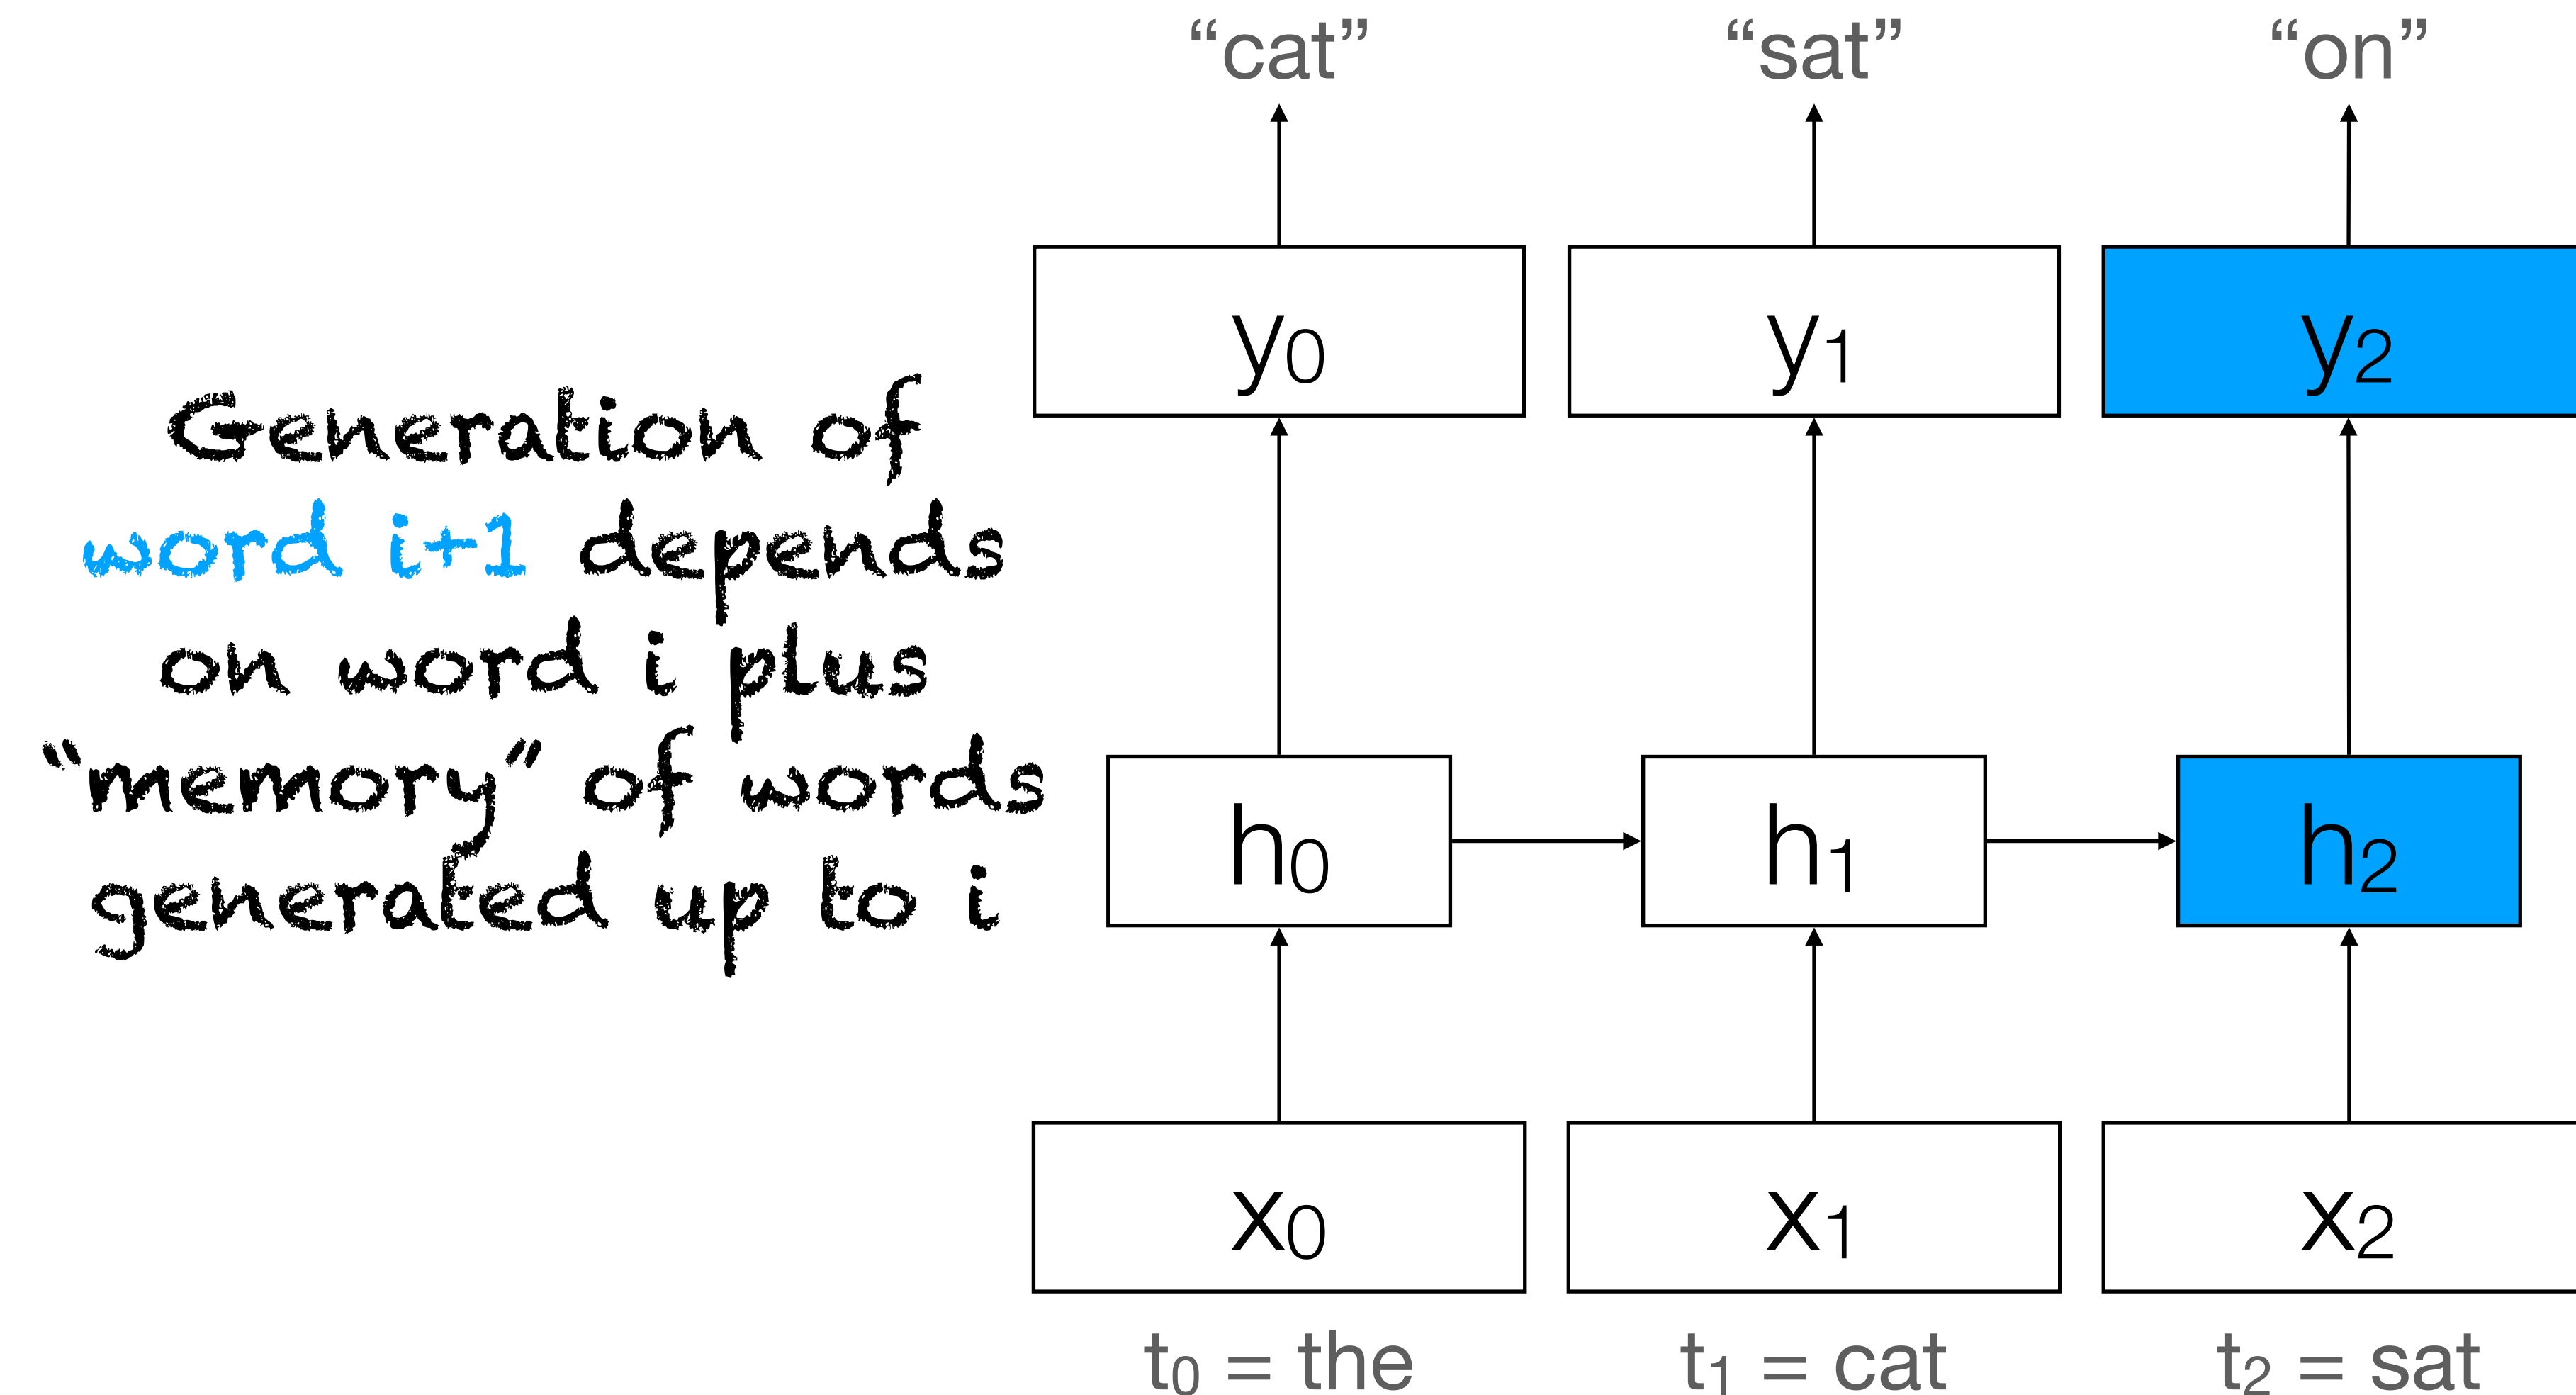 “cat” “sat” “on”
y₀ y₁ y₂
Generation of
word i+1 depends
on word i plus
“memory” of words
generated up to i
h₀ h₁ h₂
x₀ x₁ x₂
t₀ = the t₁ = cat t₂ = sat